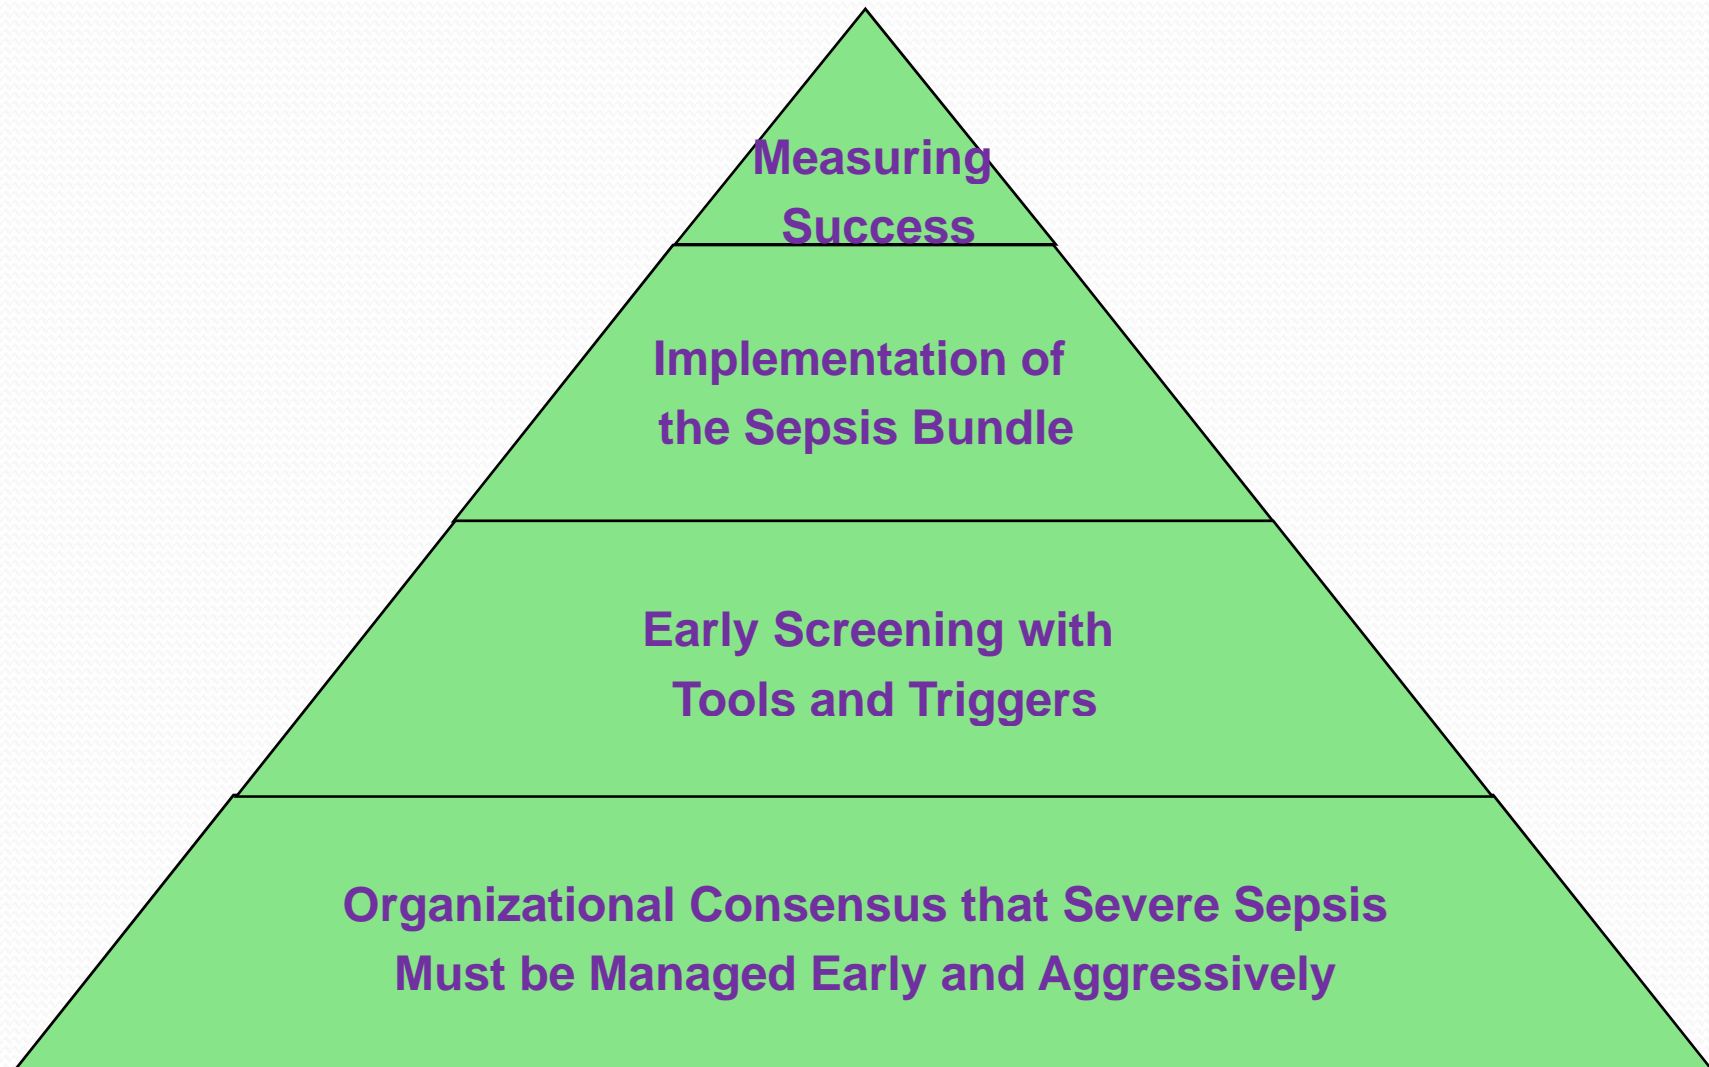 Measuring
Success
Implementation of
the Sepsis Bundle
Early Screening with
Tools and Triggers
Organizational Consensus that Severe Sepsis
Must be Managed Early and Aggressively